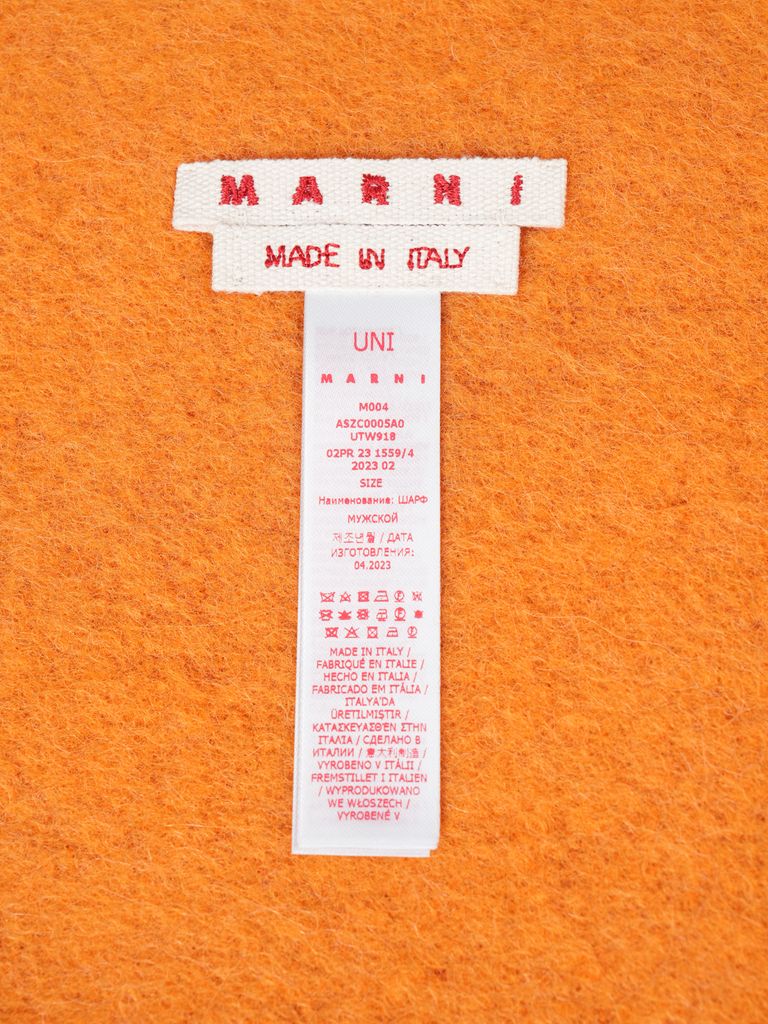 MARNI
MADE IN ITALY
UNI
MARNI
M004
ASZC0005A0
UTW918
02PR 23 1559/4
2023 02
SIZE
Наименование: ШАРФ
МУЖСКОЙ
제조년월 / ДАТА
ИЗГОТОВЛЕНИЯ:
04.2023
MADE IN ITALY /
FABRIQUÉ EN ITALIE /
HECHO EN ITALIA /
FABRICADO EM ITÁLIA /
ITALYA'DA
ÜRETILMISTIR /
ΚΑΤΑΣΚΕΥΑΣΘΕΝ ΣΤΗΝ
ΙΤΑΛΙΑ / СДЕЛАНО В
ИТАЛИИ / 意大利制造 /
VYROBENO V ITÁLII /
FREMSTILLET I ITALIEN
/ WYPRODUKOWANO
WE WŁOSZECH /
VYROBENÉ V